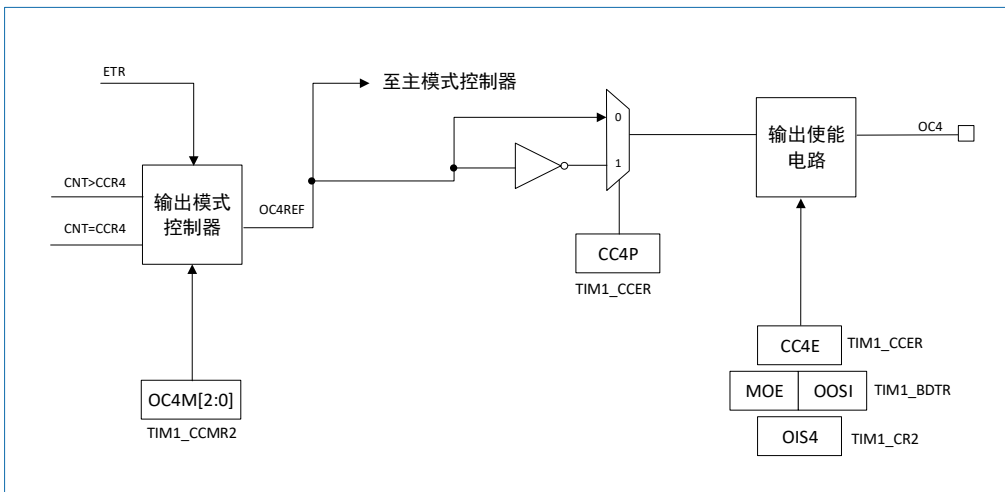 ETR
至主模式控制器
0
1
输出使能
电路
OC4
CNT>CCR4
CNT=CCR4
输出模式
控制器
OC4REF
CC4P
TIM1_CCER
CC4E
TIM1_CCER
MOE
OOSI
TIM1_BDTR
OIS4
TIM1_CR2
OC4M[2:0]
TIM1_CCMR2